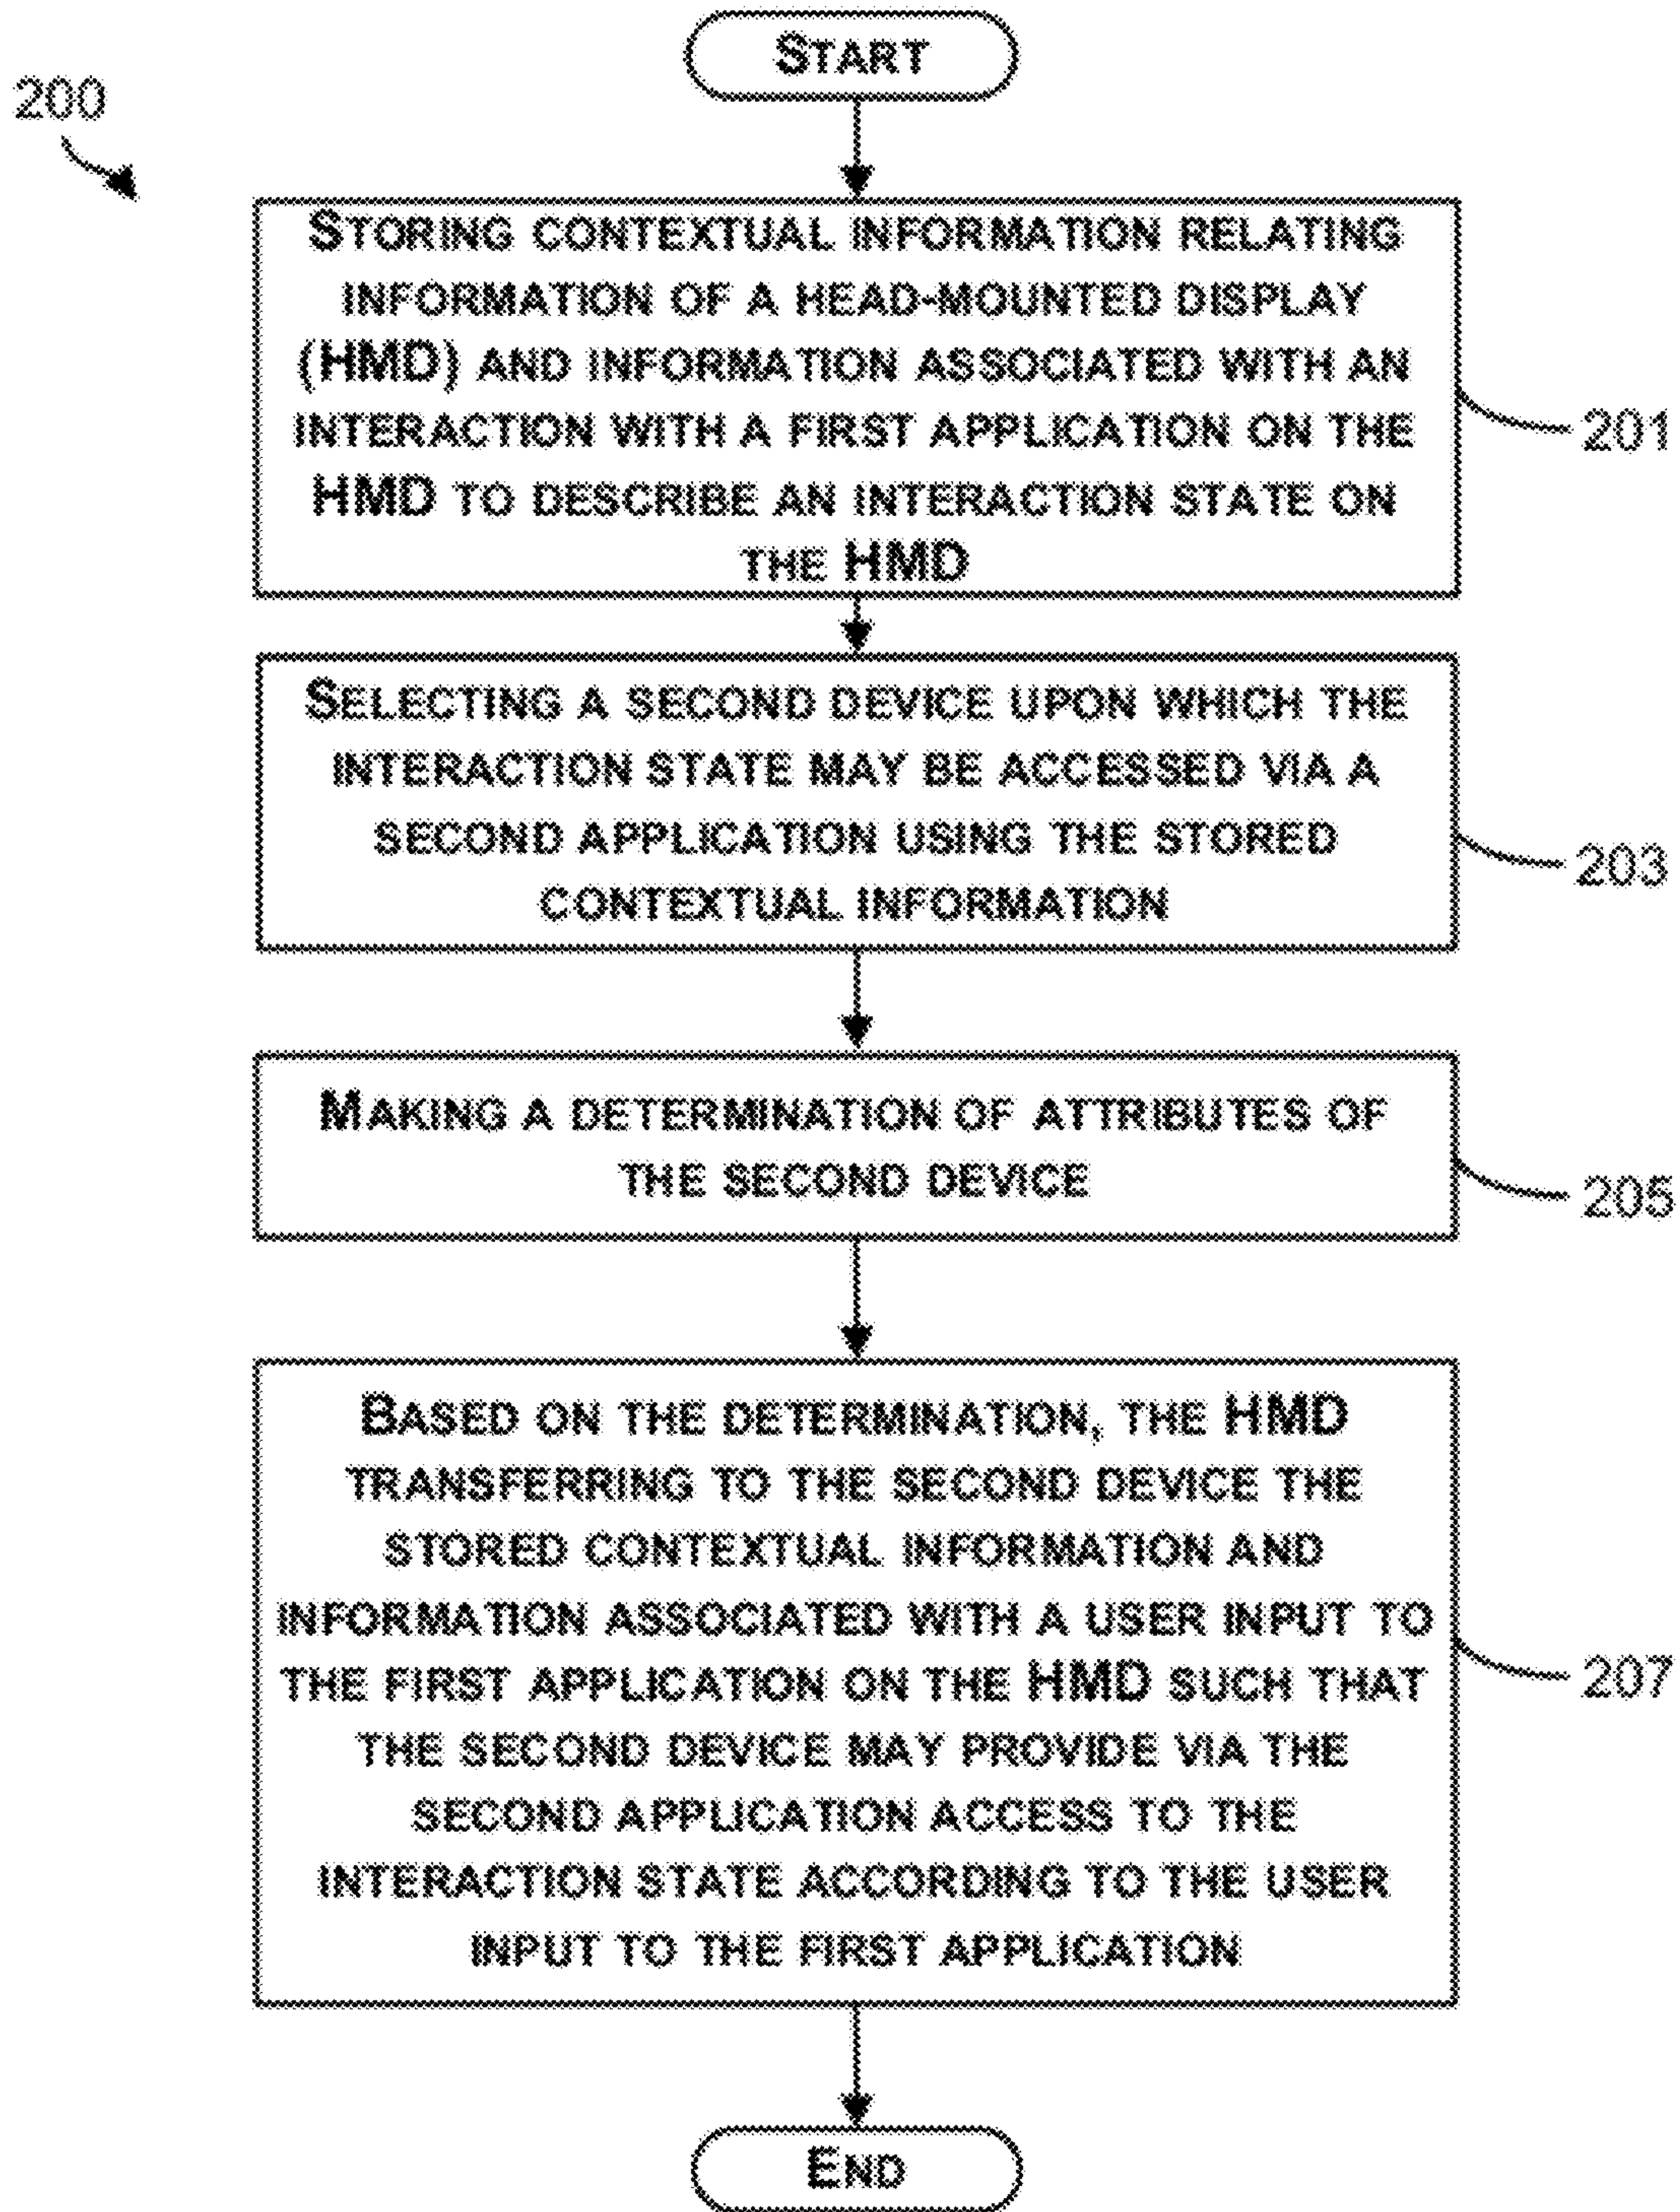 START
200
STORING CONTEXTUAL INFORMATION RELATING
INFORMATION OF A HEAD-MOUNTED DISPLAY
(HMD) AND INFORMATION ASSOCIATED WITH AN
INTERACTION WITH A FIRST APPLICATION ON THE
HMD TO DESCRIBE AN INTERACTION STATE ON
THE HMD
201
SELECTING A SECOND DEVICE UPON WHICH THE
INTERACTION STATE MAY BE ACCESSED VIA A
SECOND APPLICATION USING THE STORED
CONTEXTUAL INFORMATION
203
MAKING A DETERMINATION OF ATTRIBUTES OF
THE SECOND DEVICE
205
BASED ON THE DETERMINATION, THE HMD
TRANSFERRING TO THE SECOND DEVICE THE
STORED CONTEXTUAL INFORMATION AND
INFORMATION ASSOCIATED WITH A USER INPUT TO
THE FIRST APPLICATION ON THE HMD SUCH THAT
THE SECOND DEVICE MAY PROVIDE VIA THE
SECOND APPLICATION ACCESS TO THE
INTERACTION STATE ACCORDING TO THE USER
INPUT TO THE FIRST APPLICATION
207
END